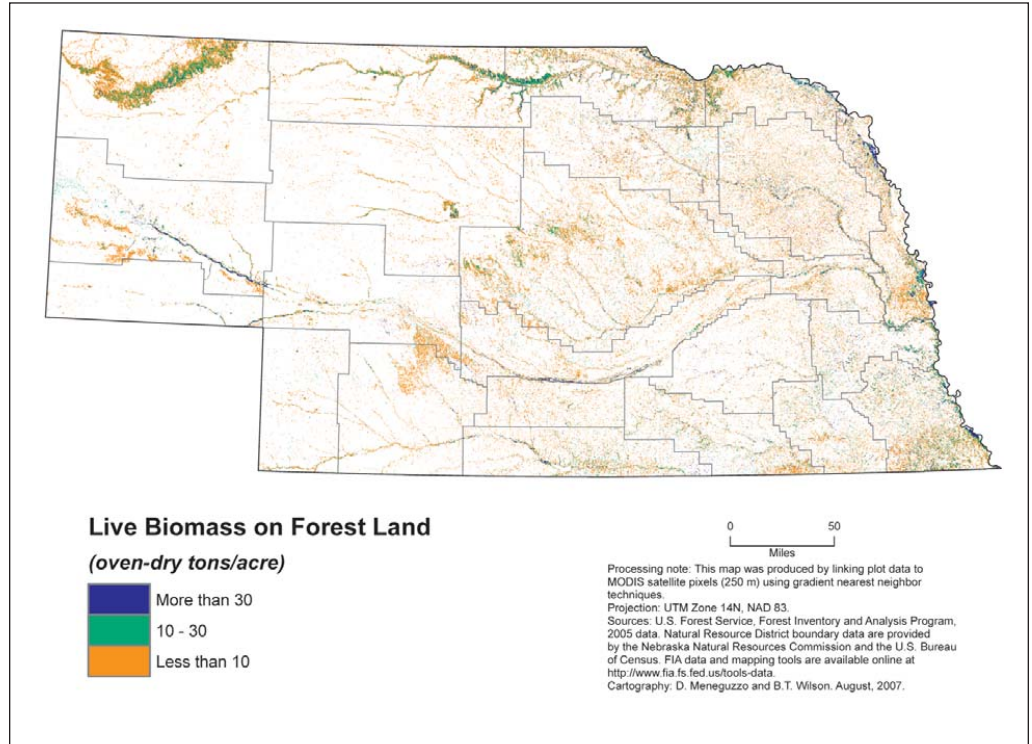 Live Biomass on Forest Land
(oven-dry tons/acre)
More than 30
10 - 30
Less than 10
0 50
Miles
Processing note: This map was produced by linking plot data to
MODIS satellite pixels (250 m) using gradient nearest neighbor
techniques.
Projection: UTM Zone 14N, NAD 83.
Sources: U.S. Forest Service, Forest Inventory and Analysis Program,
2005 data. Natural Resource District boundary data are provided
by the Nebraska Natural Resources Commission and the U.S. Bureau
of Census. FIA data and mapping tools are available online at
http://www.fia.fs.fed.us/tools-data.
Cartography: D. Meneguzzo and B.T. Wilson. August, 2007.